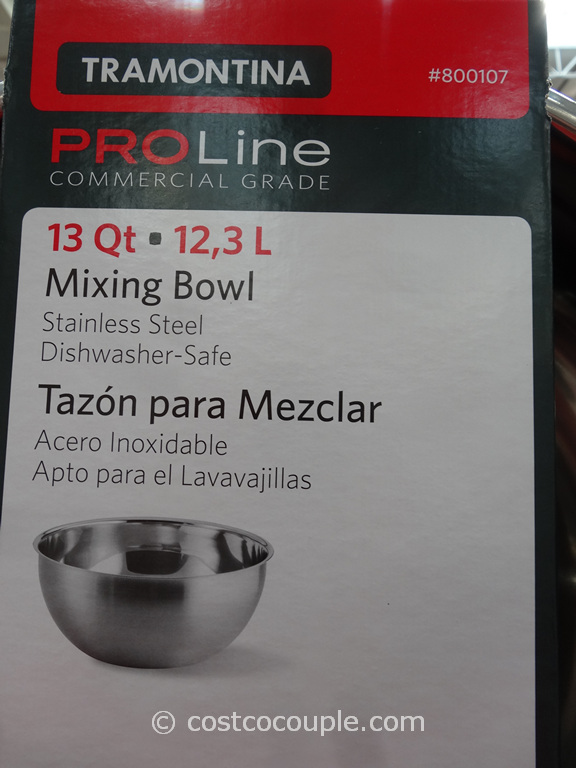 TRAMONTINA
#800107
PROLine
COMMERCIAL GRADE
13 Qt • 12,3 L
Mixing Bowl
Stainless Steel
Dishwasher-Safe
Tazón para Mezclar
Acero Inoxidable
Apto para el Lavavajillas
© costcocouple.com